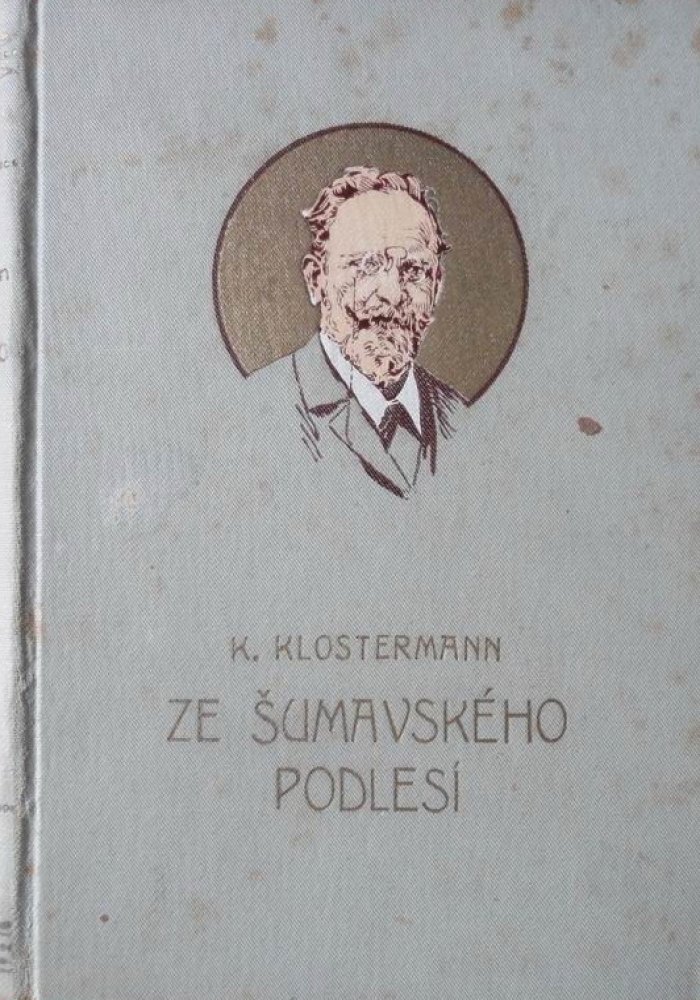 K. KLOSTERMANN
ZE ŠUMAVSKÉHO
PODLESÍ